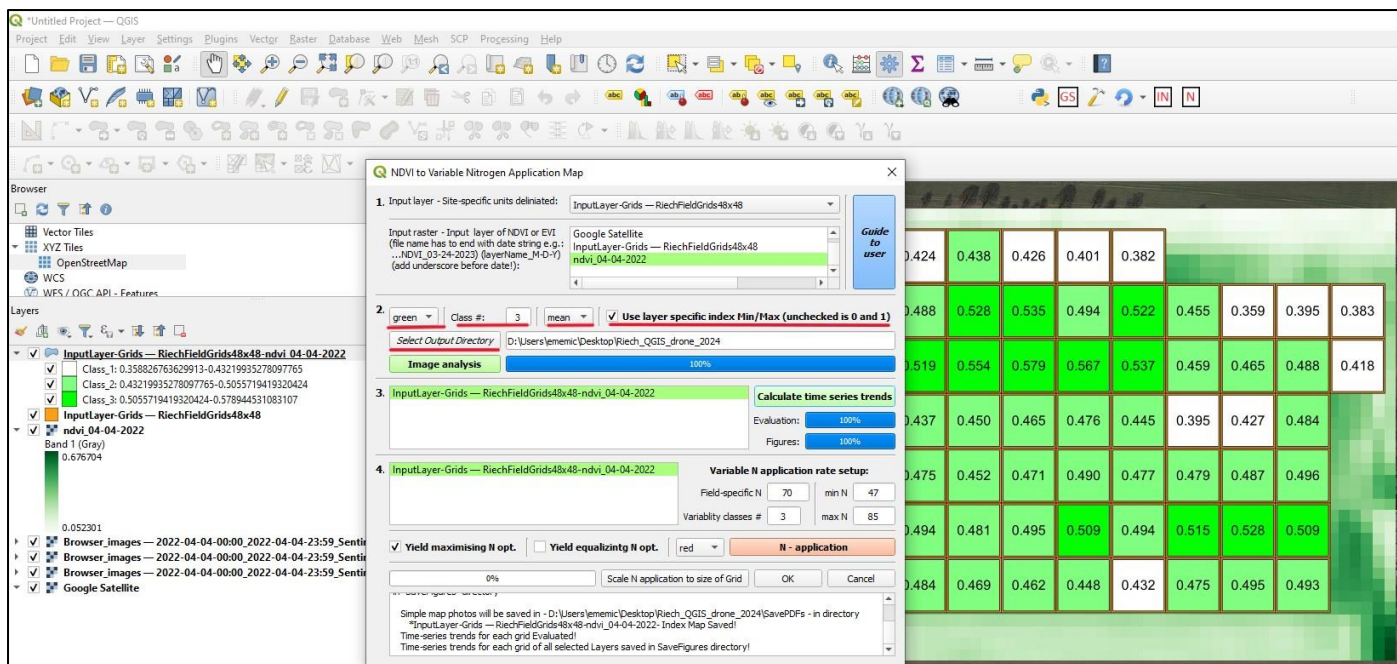 *Untitled Project — QGIS
Project Edit View Layer Settings Plugins Vector Raster Database Web Mesh SCP Processing Help
Browser
Vector Tiles
XYZ Tiles
OpenStreetMap
WCS
WFS / OGC API - Features
Layers
InputLayer-Grids — RiechFieldGrids48x48-ndvi_04-04-2022
Class_1: 0.358826763629913-0.43219935278097765
Class_2: 0.43219935278097765-0.5055719419320424
Class_3: 0.5055719419320424-0.578944531083107
InputLayer-Grids — RiechFieldGrids48x48
ndvi_04-04-2022
Band 1 (Gray)
0.676704
0.052301
Browser_images — 2022-04-04-00:00_2022-04-04-23:59_Senti
Browser_images — 2022-04-04-00:00_2022-04-04-23:59_Senti
Browser_images — 2022-04-04-00:00_2022-04-04-23:59_Senti
Google Satellite
NDVI to Variable Nitrogen Application Map
1. Input layer - Site-specific units deliniated: InputLayer-Grids — RiechFieldGrids48x48
Input raster - Input layer of NDVI or EVI
(file name has to end with date string e.g.:
...NDVI_03-24-2023) (layerName_M-D-Y)
(add underscore before date!):
Google Satellite
InputLayer-Grids — RiechFieldGrids48x48
ndvi_04-04-2022
Guide
to
user
2. green Class #: 3 mean Use layer specific index Min/Max (unchecked is 0 and 1)
Select Output Directory D:\Users\ememic\Desktop\Riech_QGIS_drone_2024
Image analysis 100%
3. InputLayer-Grids — RiechFieldGrids48x48-ndvi_04-04-2022 Calculate time series trends
Evaluation: 100%
Figures: 100%
4. InputLayer-Grids — RiechFieldGrids48x48-ndvi_04-04-2022 Variable N application rate setup:
Field-specific N 70 min N 47
Variablity classes # 3 max N 85
Yield maximising N opt. Yield equalizintg N opt. red N - application
0% Scale N application to size of Grid OK Cancel
Simple map photos will be saved in - D:\Users\ememic\Desktop\Riech_QGIS_drone_2024\SavePDFs - in directory
*InputLayer-Grids — RiechFieldGrids48x48-ndvi_04-04-2022- Index Map Saved!
Time-series trends for each grid Evaluated!
Time-series trends for each grid of all selected Layers saved in SaveFigures directory!
0.424 0.438 0.426 0.401 0.382
0.488 0.528 0.535 0.494 0.522 0.455 0.359 0.395 0.383
0.519 0.554 0.579 0.567 0.537 0.459 0.465 0.488 0.418
0.437 0.450 0.465 0.476 0.445 0.395 0.427 0.484
0.475 0.452 0.471 0.490 0.477 0.479 0.487 0.496
0.494 0.481 0.495 0.509 0.494 0.515 0.528 0.509
0.484 0.469 0.462 0.448 0.432 0.475 0.495 0.493